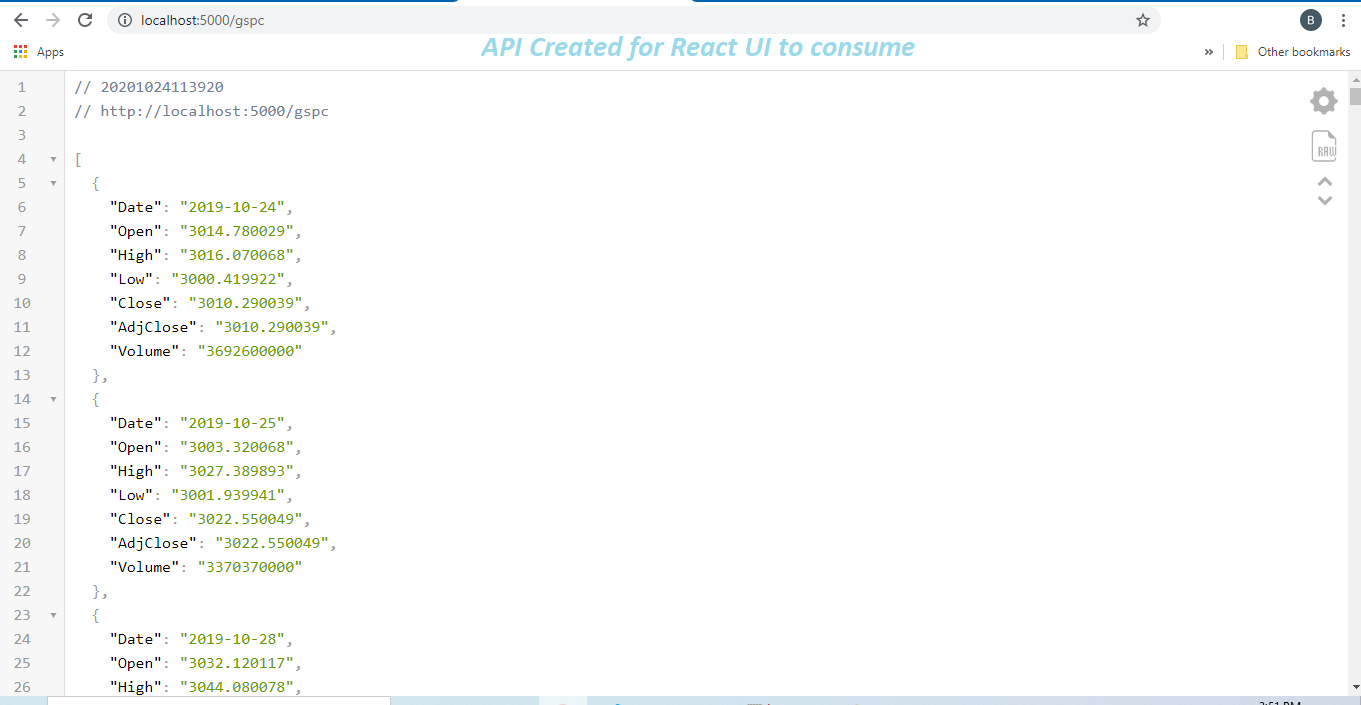 localhost:5000/gspc
B
Apps
API Created for React UI to consume
» Other bookmarks
1 // 20201024113920
2 // http://localhost:5000/gspc
3
4 [
5 {
6 "Date": "2019-10-24",
7 "Open": "3014.780029",
8 "High": "3016.070068",
9 "Low": "3000.419922",
10 "Close": "3010.290039",
11 "AdjClose": "3010.290039",
12 "Volume": "3692600000"
13 },
14 {
15 "Date": "2019-10-25",
16 "Open": "3003.320068",
17 "High": "3027.389893",
18 "Low": "3001.939941",
19 "Close": "3022.550049",
20 "AdjClose": "3022.550049",
21 "Volume": "3370370000"
22 },
23 {
24 "Date": "2019-10-28",
25 "Open": "3032.120117",
26 "High": "3044.080078",
RAW